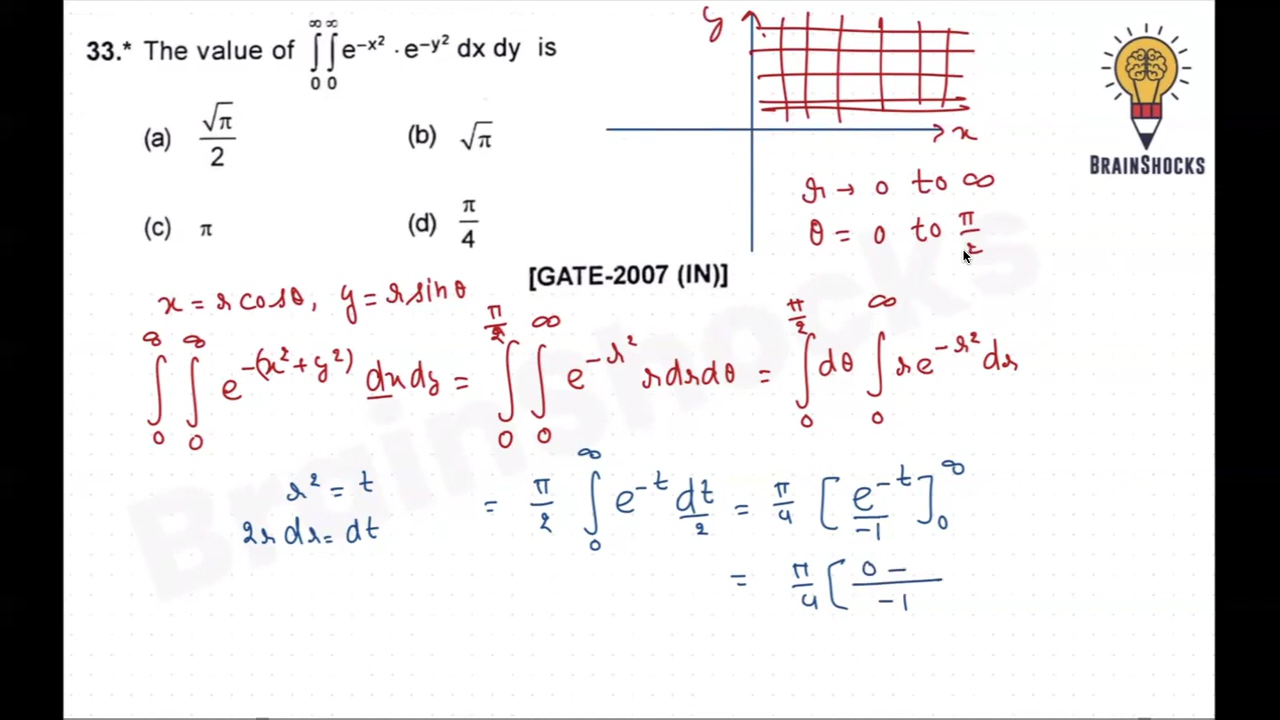 33.* The value of ∫₀^∞ ∫₀^∞ e^{-x²} · e^{-y²} dx dy is
(a) √π/2 (b) √π
(c) π (d) π/4
[GATE-2007 (IN)]
y
x
BRAINSHOCKS
r → 0 to ∞
θ = 0 to π/2
x = r cosθ, y = r sinθ
∫₀^∞ ∫₀^∞ e^{-(x²+y²)} dx dy = ∫₀^{π/2} ∫₀^∞ e^{-r²} r dr dθ = ∫₀^{π/2} dθ ∫₀^∞ r e^{-r²} dr
r² = t
2r dr = dt
= π/2 ∫₀^∞ e^{-t} dt/2 = π/4 [e^{-t}/-1]₀^∞
= π/4 [0 - / -1
BrainShocks